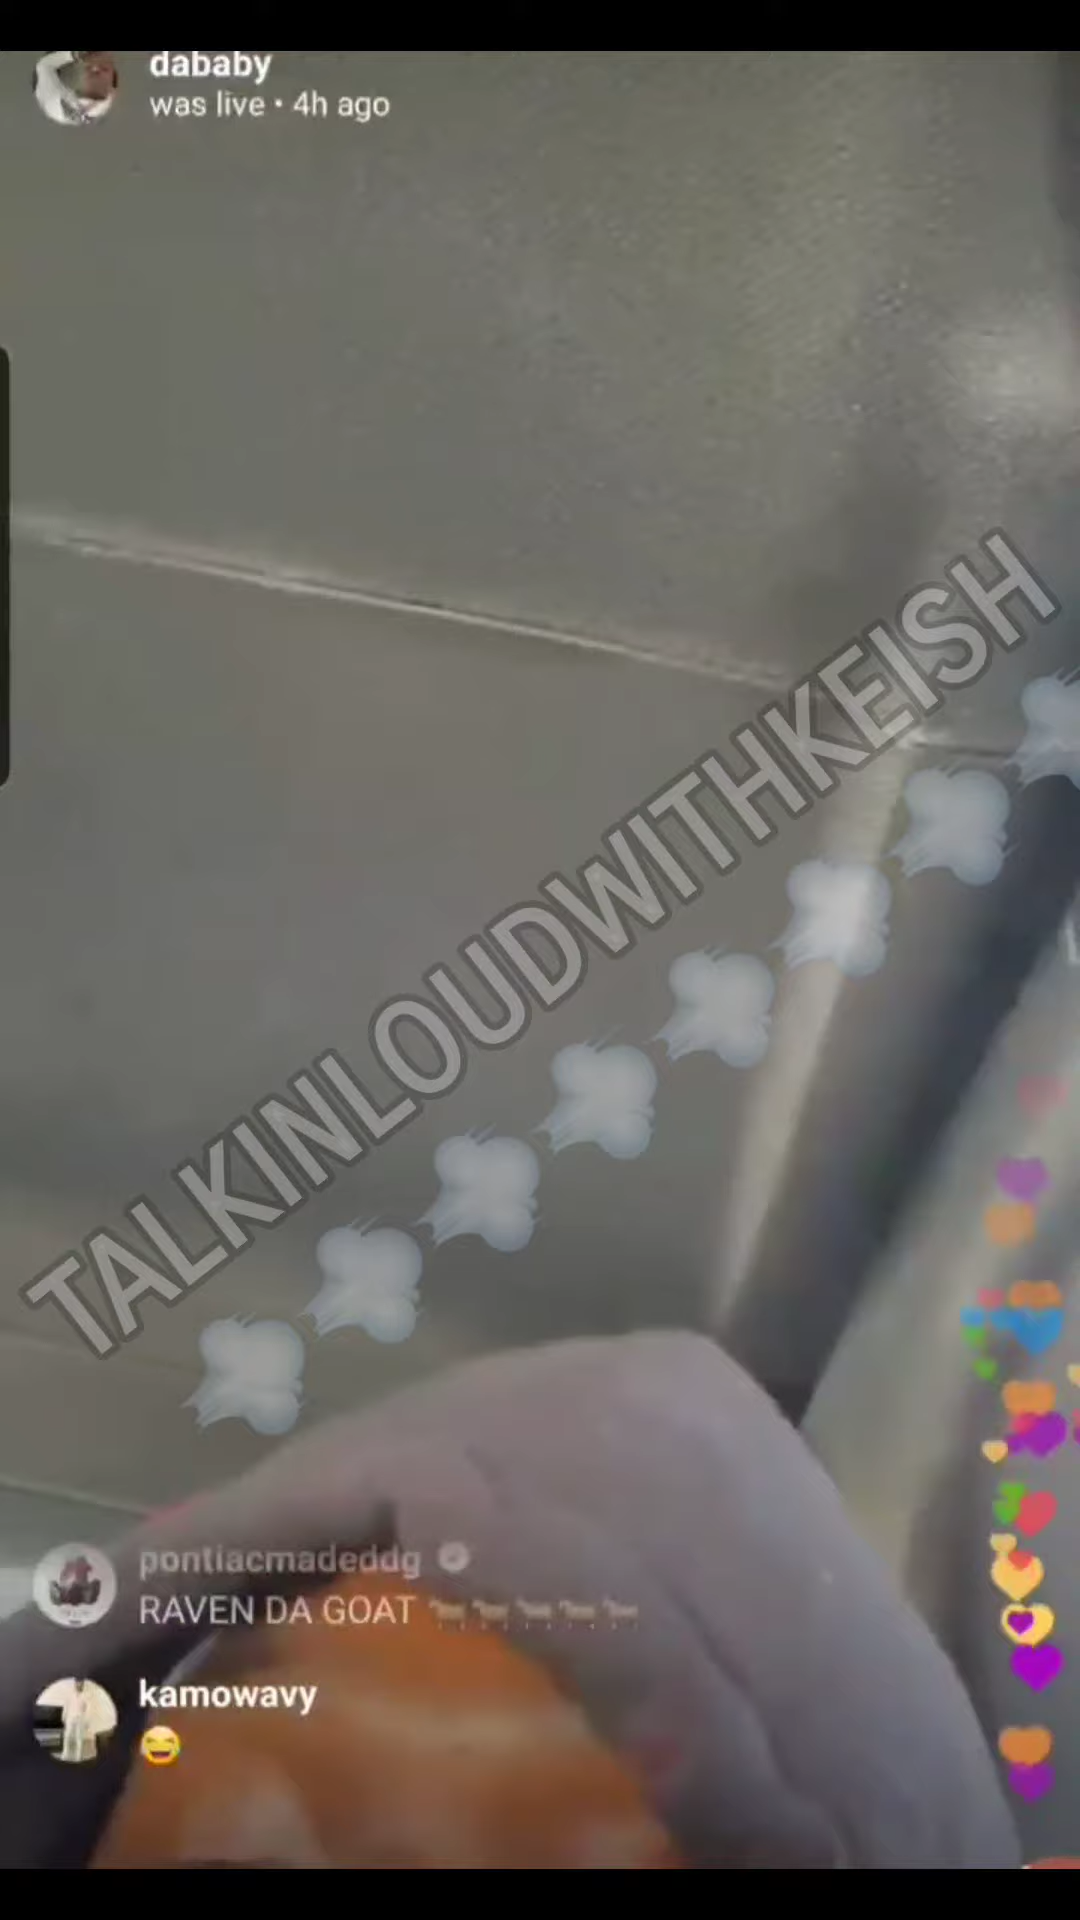 dababy
was live • 4h ago
TALKINLOUDWITHKEISH
pontiacmadeddg
RAVEN DA GOAT
kamowavy